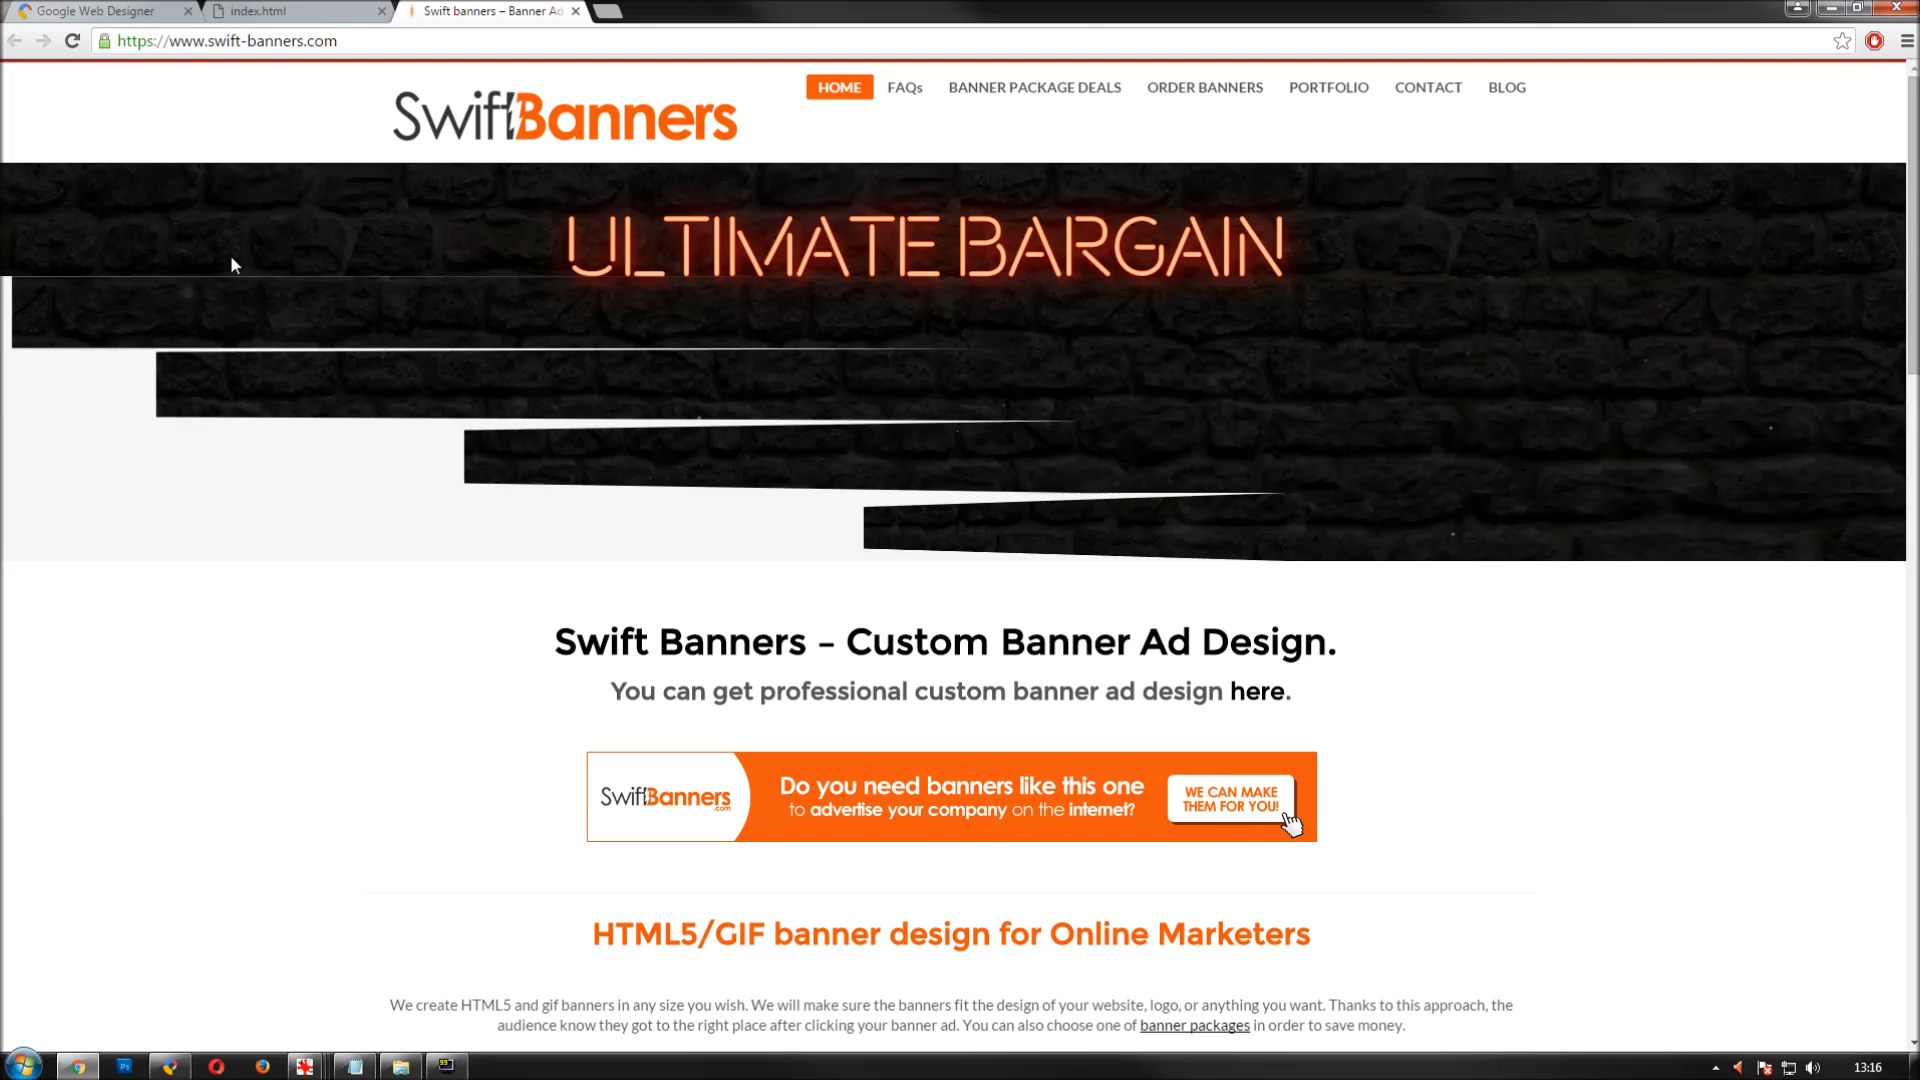 Google Web Designer
index.html
Swift banners – Banner Ad
https://www.swift-banners.com
SwiftBanners
HOME FAQs BANNER PACKAGE DEALS ORDER BANNERS PORTFOLIO CONTACT BLOG
ULTIMATE BARGAIN
Swift Banners – Custom Banner Ad Design.
You can get professional custom banner ad design here.
SwiftBanners
.com
Do you need banners like this one
to advertise your company on the internet?
WE CAN MAKE
THEM FOR YOU!
HTML5/GIF banner design for Online Marketers
We create HTML5 and gif banners in any size you wish. We will make sure the banners fit the design of your website, logo, or anything you want. Thanks to this approach, the
audience know they got to the right place after clicking your banner ad. You can also choose one of banner packages in order to save money.
Ps
99
13:16